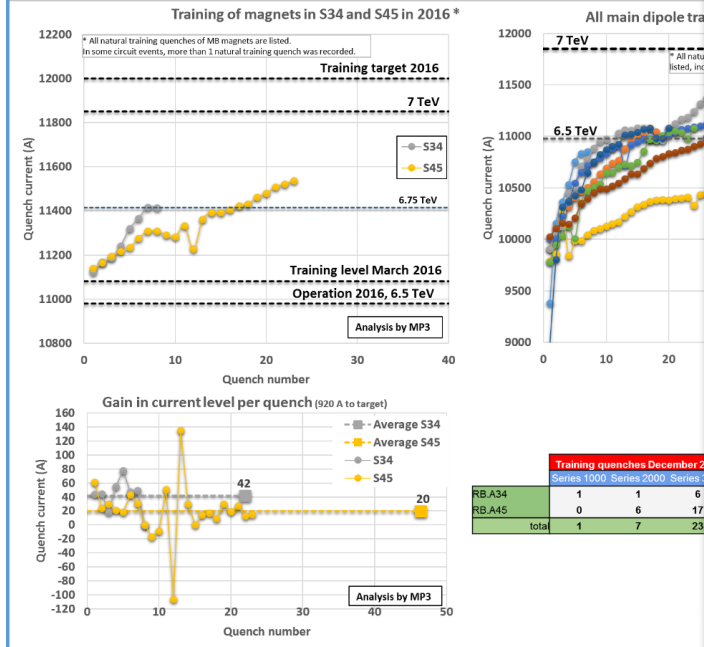 Training of magnets in S34 and S45 in 2016 *
* All natural training quenches of MB magnets are listed.
In some circuit events, more than 1 natural training quench was recorded.
12200
12000
11800
11600
11400
11200
11000
10800
Quench current (A)
Training target 2016
7 TeV
S34
S45
6.75 TeV
Training level March 2016
Operation 2016, 6.5 TeV
Analysis by MP3
0 10 20 30 40
Quench number
All main dipole tra
7 TeV
* All natu
listed, inc
12000
11500
11000
10500
10000
9500
9000
Quench current (A)
6.5 TeV
0 5 10 15 20 25
Quench number
Gain in current level per quench (920 A to target)
160
140
120
100
80
60
40
20
0
-20
-40
-60
-80
-100
-120
Quench current (A)
Average S34
Average S45
S34
S45
42
20
Analysis by MP3
0 10 20 30 40 50
Quench number
Training quenches December 2
Series 1000 Series 2000 Series 3
RB.A34 1 1 6
RB.A45 0 6 17
total 1 7 23